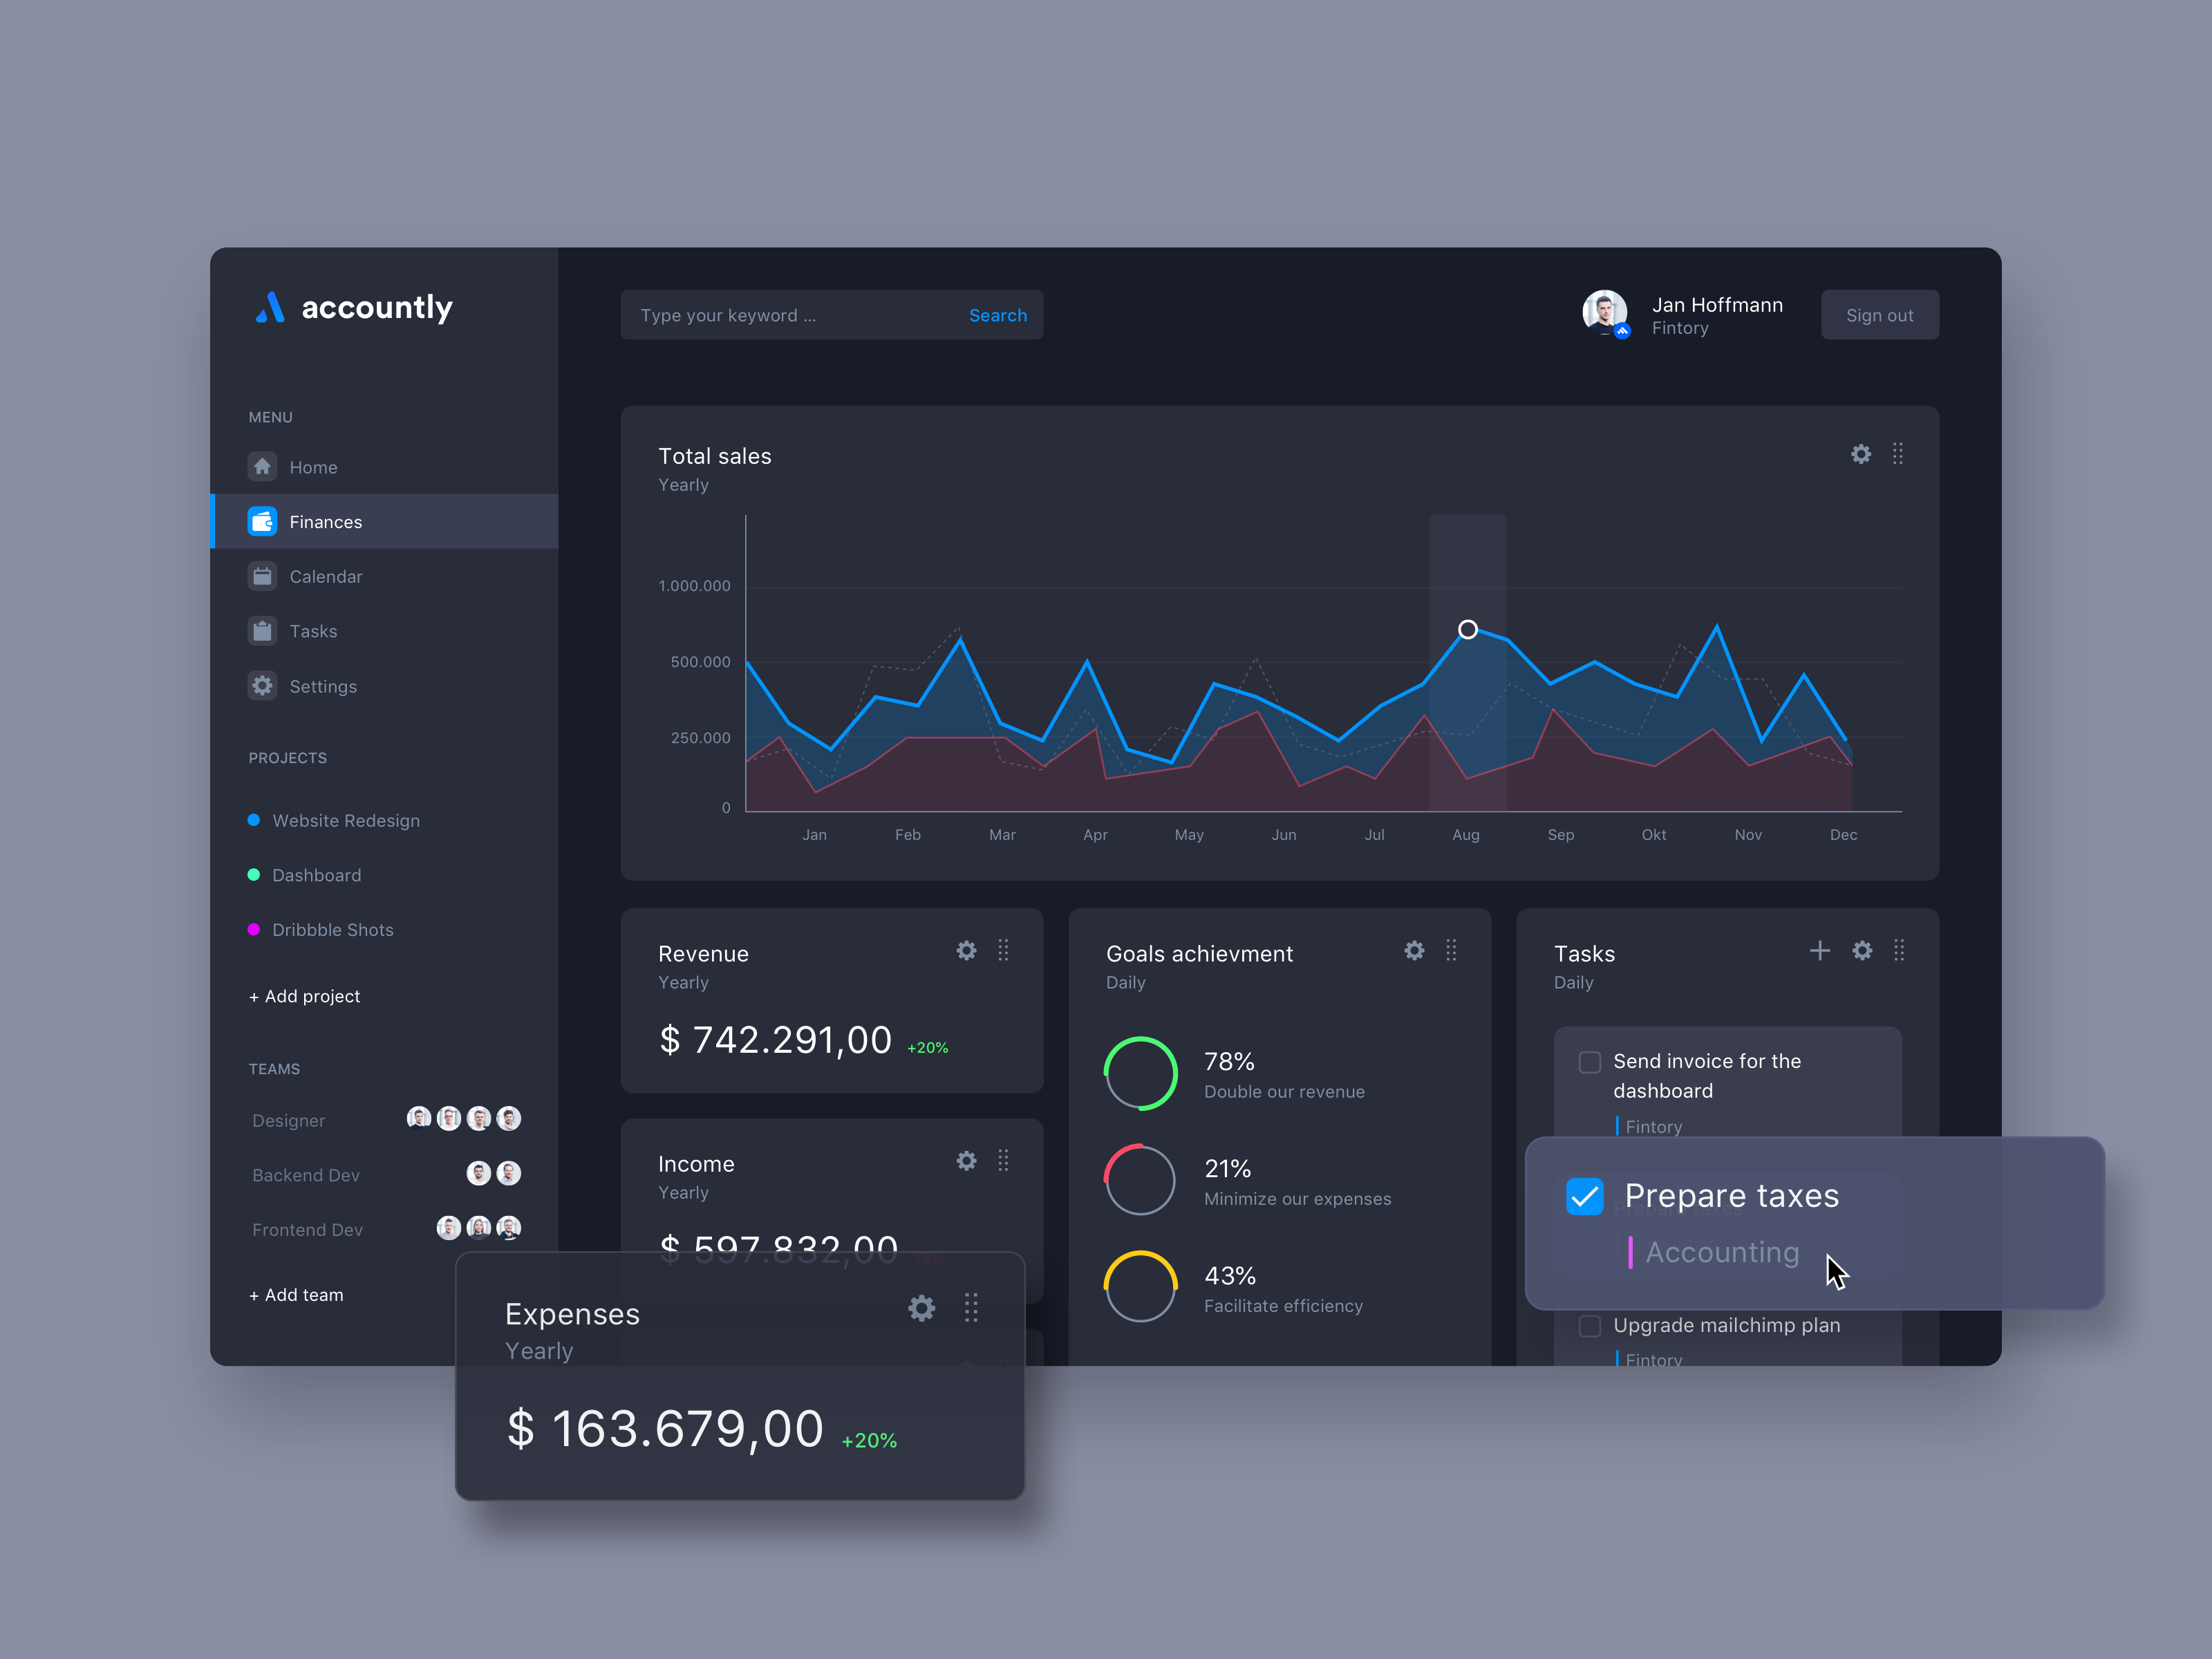 accountly
Type your keyword ...
Search
Jan Hoffmann
Fintory
Sign out
MENU
Home
Finances
Calendar
Tasks
Settings
PROJECTS
Website Redesign
Dashboard
Dribbble Shots
+ Add project
TEAMS
Designer
Backend Dev
Frontend Dev
+ Add team
Total sales
Yearly
1.000.000
500.000
250.000
0
Jan Feb Mar Apr May Jun Jul Aug Sep Okt Nov Dec
Revenue
Yearly
$ 742.291,00 +20%
Income
Yearly
$ 597.832,00
Expenses
Yearly
$ 163.679,00 +20%
Goals achievment
Daily
78%
Double our revenue
21%
Minimize our expenses
43%
Facilitate efficiency
Tasks
Daily
Send invoice for the
dashboard
Fintory
Prepare taxes
Accounting
Upgrade mailchimp plan
Fintory